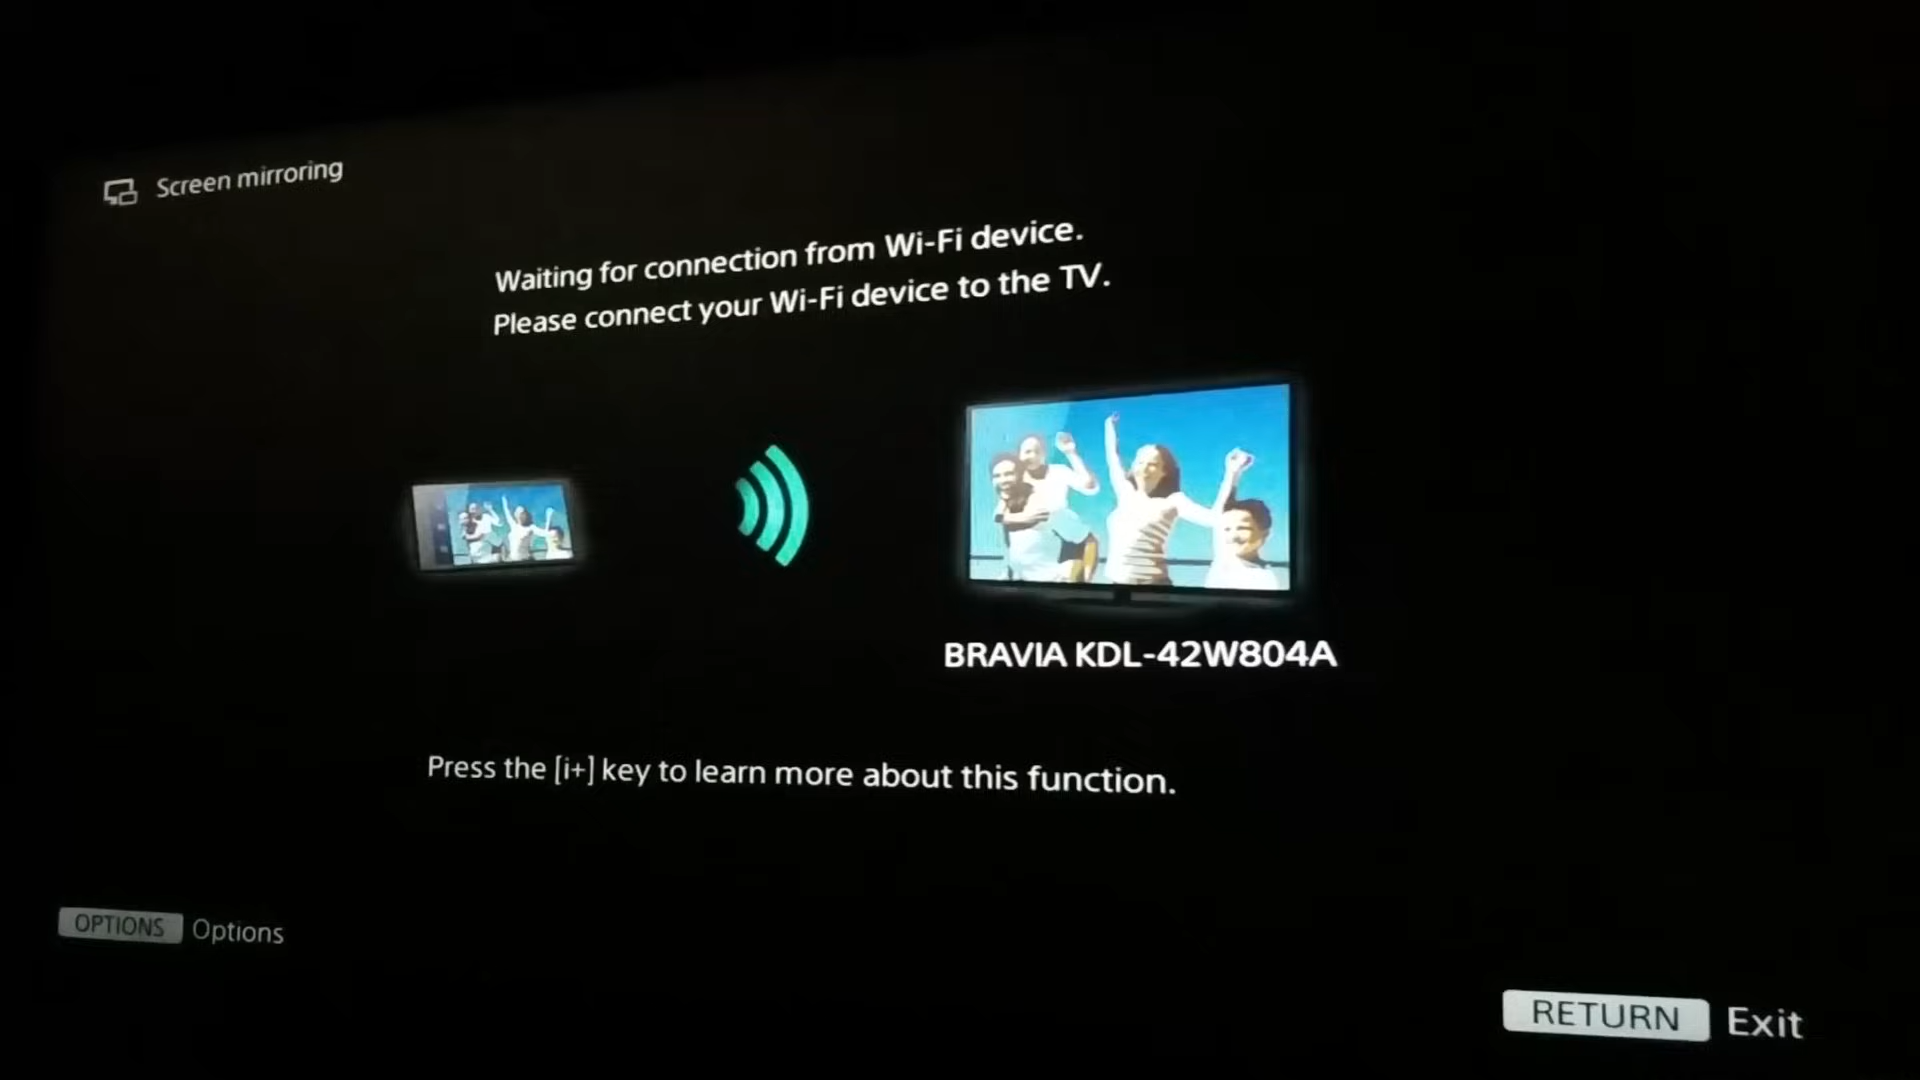 Screen mirroring
Waiting for connection from Wi-Fi device.
Please connect your Wi-Fi device to the TV.
BRAVIA KDL-42W804A
Press the [i+] key to learn more about this function.
OPTIONS Options
RETURN Exit